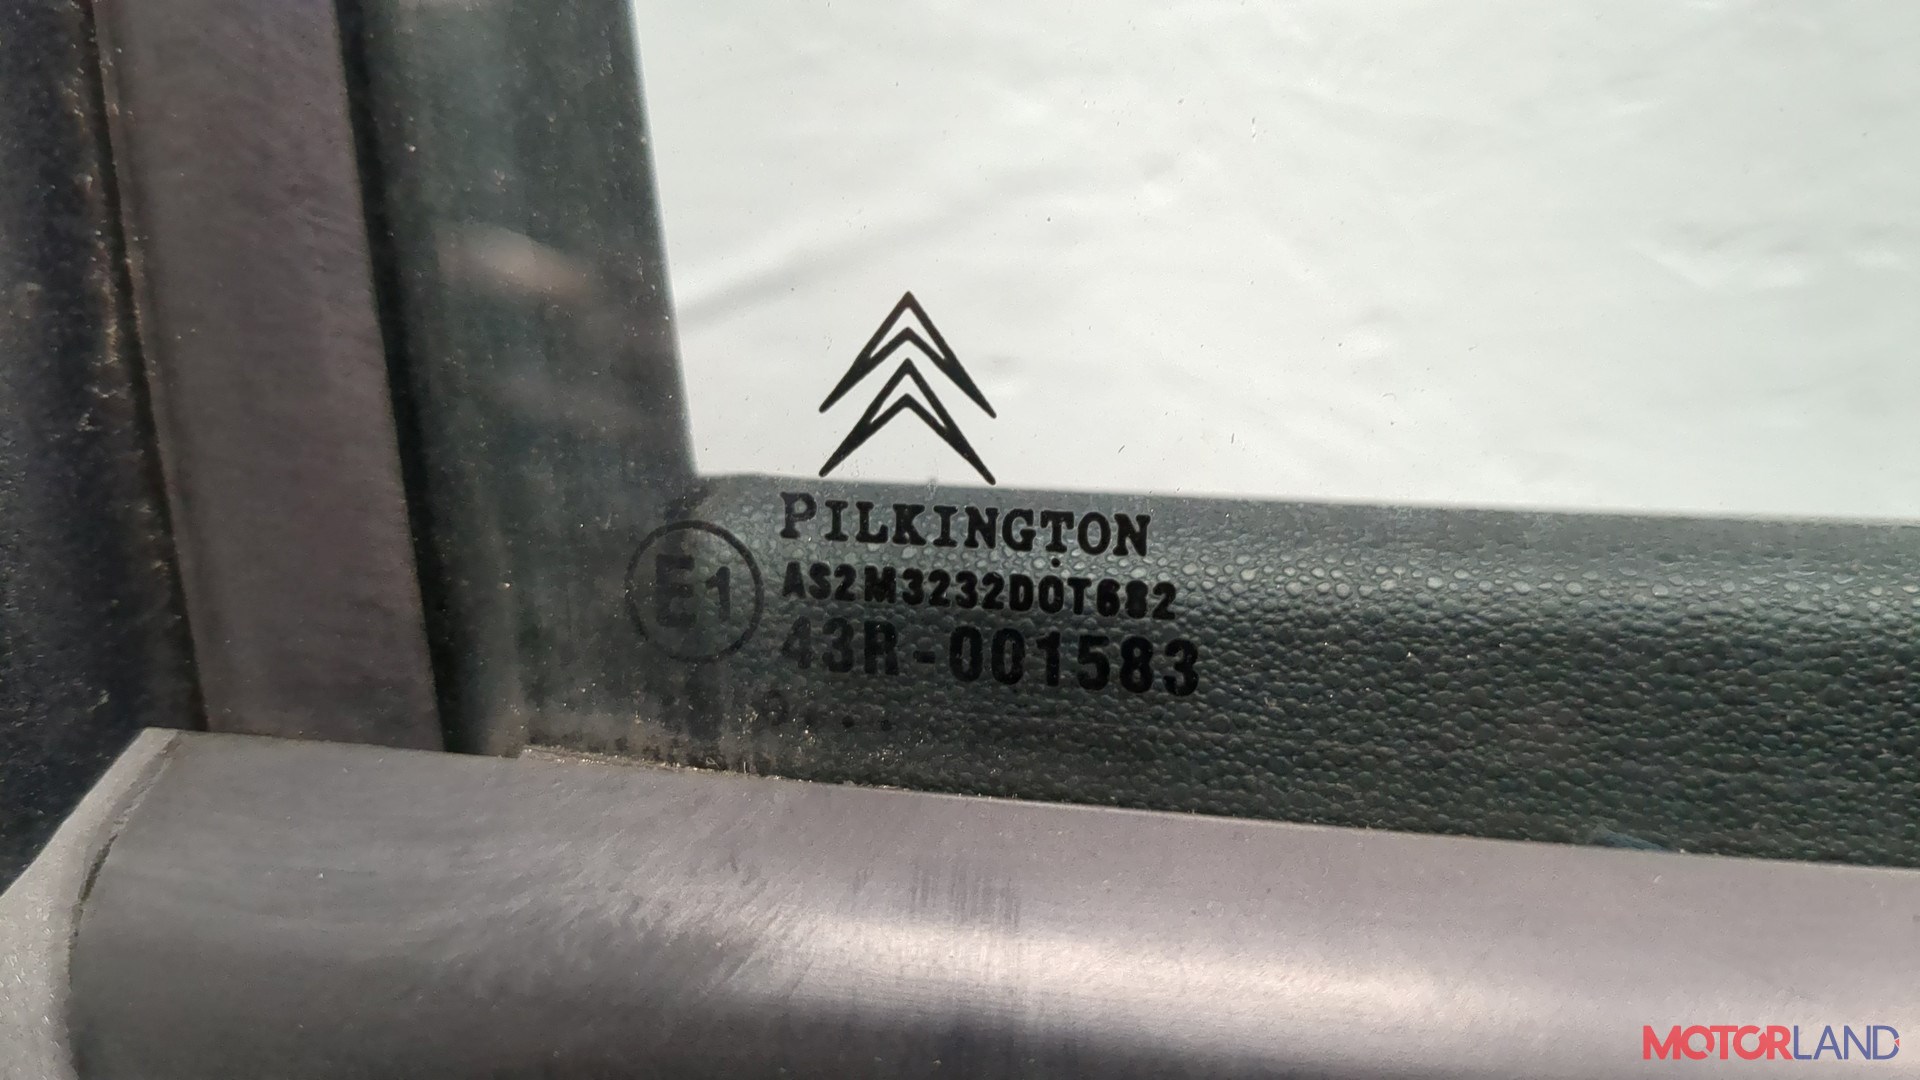 PILKINGTON
E1
AS2M3232DOT682
43R-001583
MOTORLAND